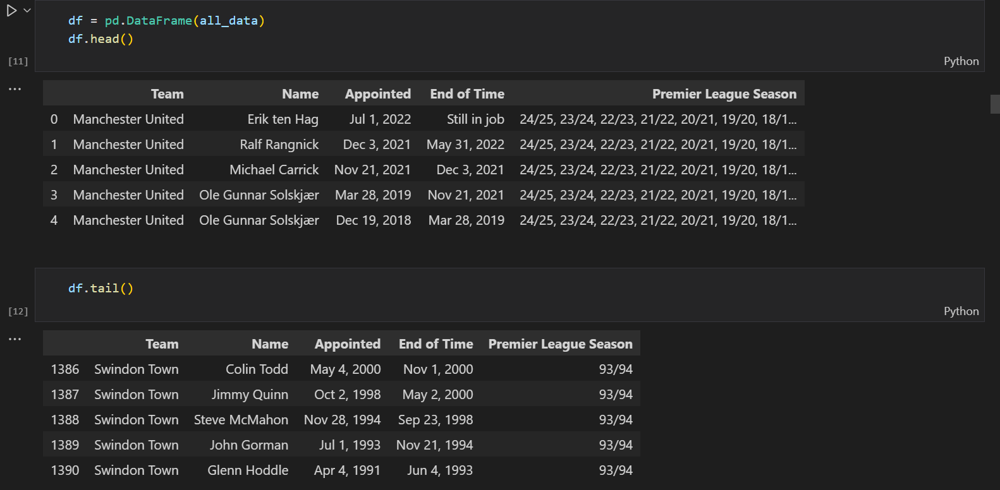 df = pd.DataFrame(all_data)
df.head()
[11]
Python
...
Team Name Appointed End of Time Premier League Season
0 Manchester United Erik ten Hag Jul 1, 2022 Still in job 24/25, 23/24, 22/23, 21/22, 20/21, 19/20, 18/1...
1 Manchester United Ralf Rangnick Dec 3, 2021 May 31, 2022 24/25, 23/24, 22/23, 21/22, 20/21, 19/20, 18/1...
2 Manchester United Michael Carrick Nov 21, 2021 Dec 3, 2021 24/25, 23/24, 22/23, 21/22, 20/21, 19/20, 18/1...
3 Manchester United Ole Gunnar Solskjær Mar 28, 2019 Nov 21, 2021 24/25, 23/24, 22/23, 21/22, 20/21, 19/20, 18/1...
4 Manchester United Ole Gunnar Solskjær Dec 19, 2018 Mar 28, 2019 24/25, 23/24, 22/23, 21/22, 20/21, 19/20, 18/1...
df.tail()
[12]
Python
...
Team Name Appointed End of Time Premier League Season
1386 Swindon Town Colin Todd May 4, 2000 Nov 1, 2000 93/94
1387 Swindon Town Jimmy Quinn Oct 2, 1998 May 2, 2000 93/94
1388 Swindon Town Steve McMahon Nov 28, 1994 Sep 23, 1998 93/94
1389 Swindon Town John Gorman Jul 1, 1993 Nov 21, 1994 93/94
1390 Swindon Town Glenn Hoddle Apr 4, 1991 Jun 4, 1993 93/94